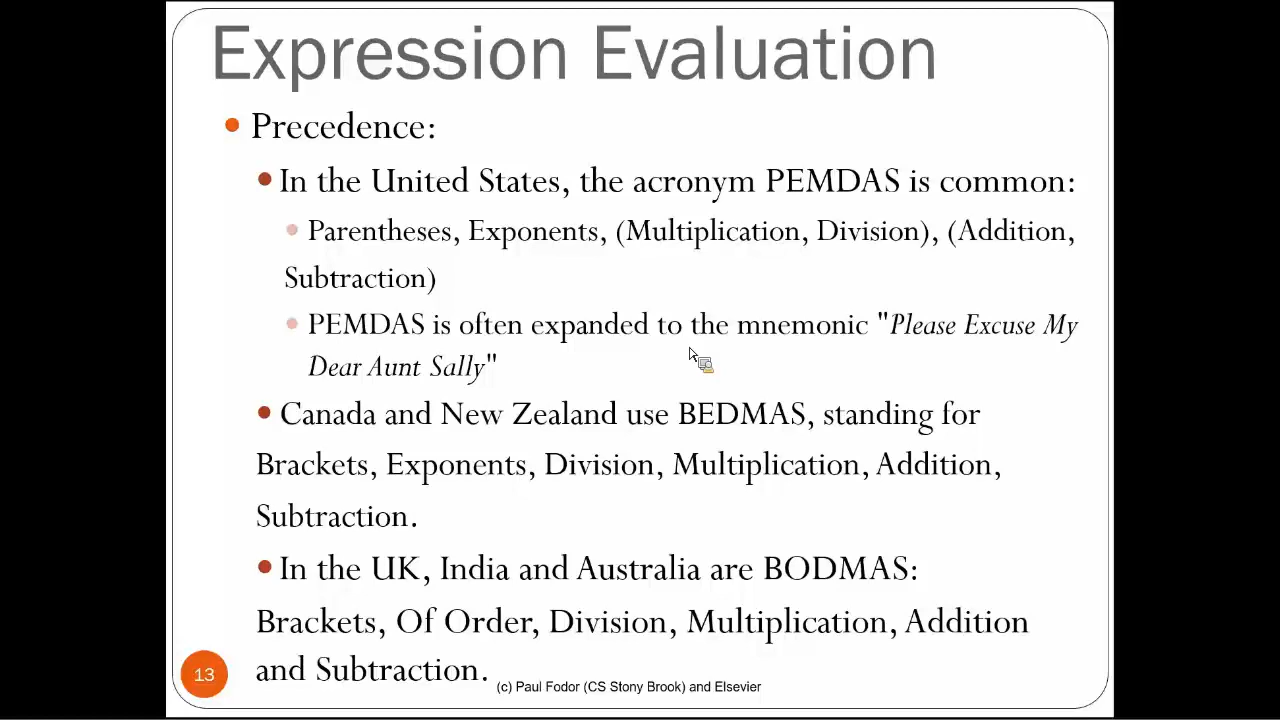 Expression Evaluation
Precedence:
In the United States, the acronym PEMDAS is common:
Parentheses, Exponents, (Multiplication, Division), (Addition,
Subtraction)
PEMDAS is often expanded to the mnemonic "Please Excuse My
Dear Aunt Sally"
Canada and New Zealand use BEDMAS, standing for
Brackets, Exponents, Division, Multiplication, Addition,
Subtraction.
In the UK, India and Australia are BODMAS:
Brackets, Of Order, Division, Multiplication, Addition
and Subtraction.
13
(c) Paul Fodor (CS Stony Brook) and Elsevier